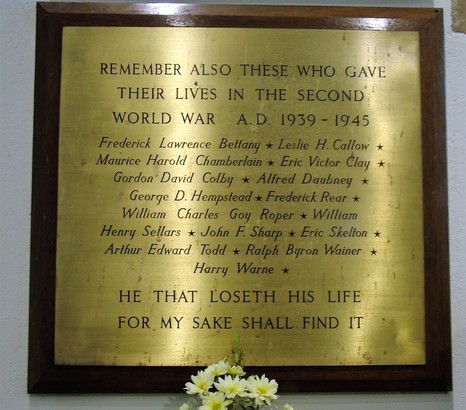 REMEMBER ALSO THESE WHO GAVE
THEIR LIVES IN THE SECOND
WORLD WAR A.D. 1939-1945
Frederick Lawrence Bettany ★ Leslie H. Callow ★
Maurice Harold Chamberlain ★ Eric Victor Clay ★
Gordon David Colby ★ Alfred Daubney ★
George D. Hempstead ★ Frederick Rear ★
William Charles Goy Roper ★ William
Henry Sellars ★ John F. Sharp ★ Eric Skelton ★
Arthur Edward Todd ★ Ralph Byron Wainer ★
Harry Warne ★
HE THAT LOSETH HIS LIFE
FOR MY SAKE SHALL FIND IT